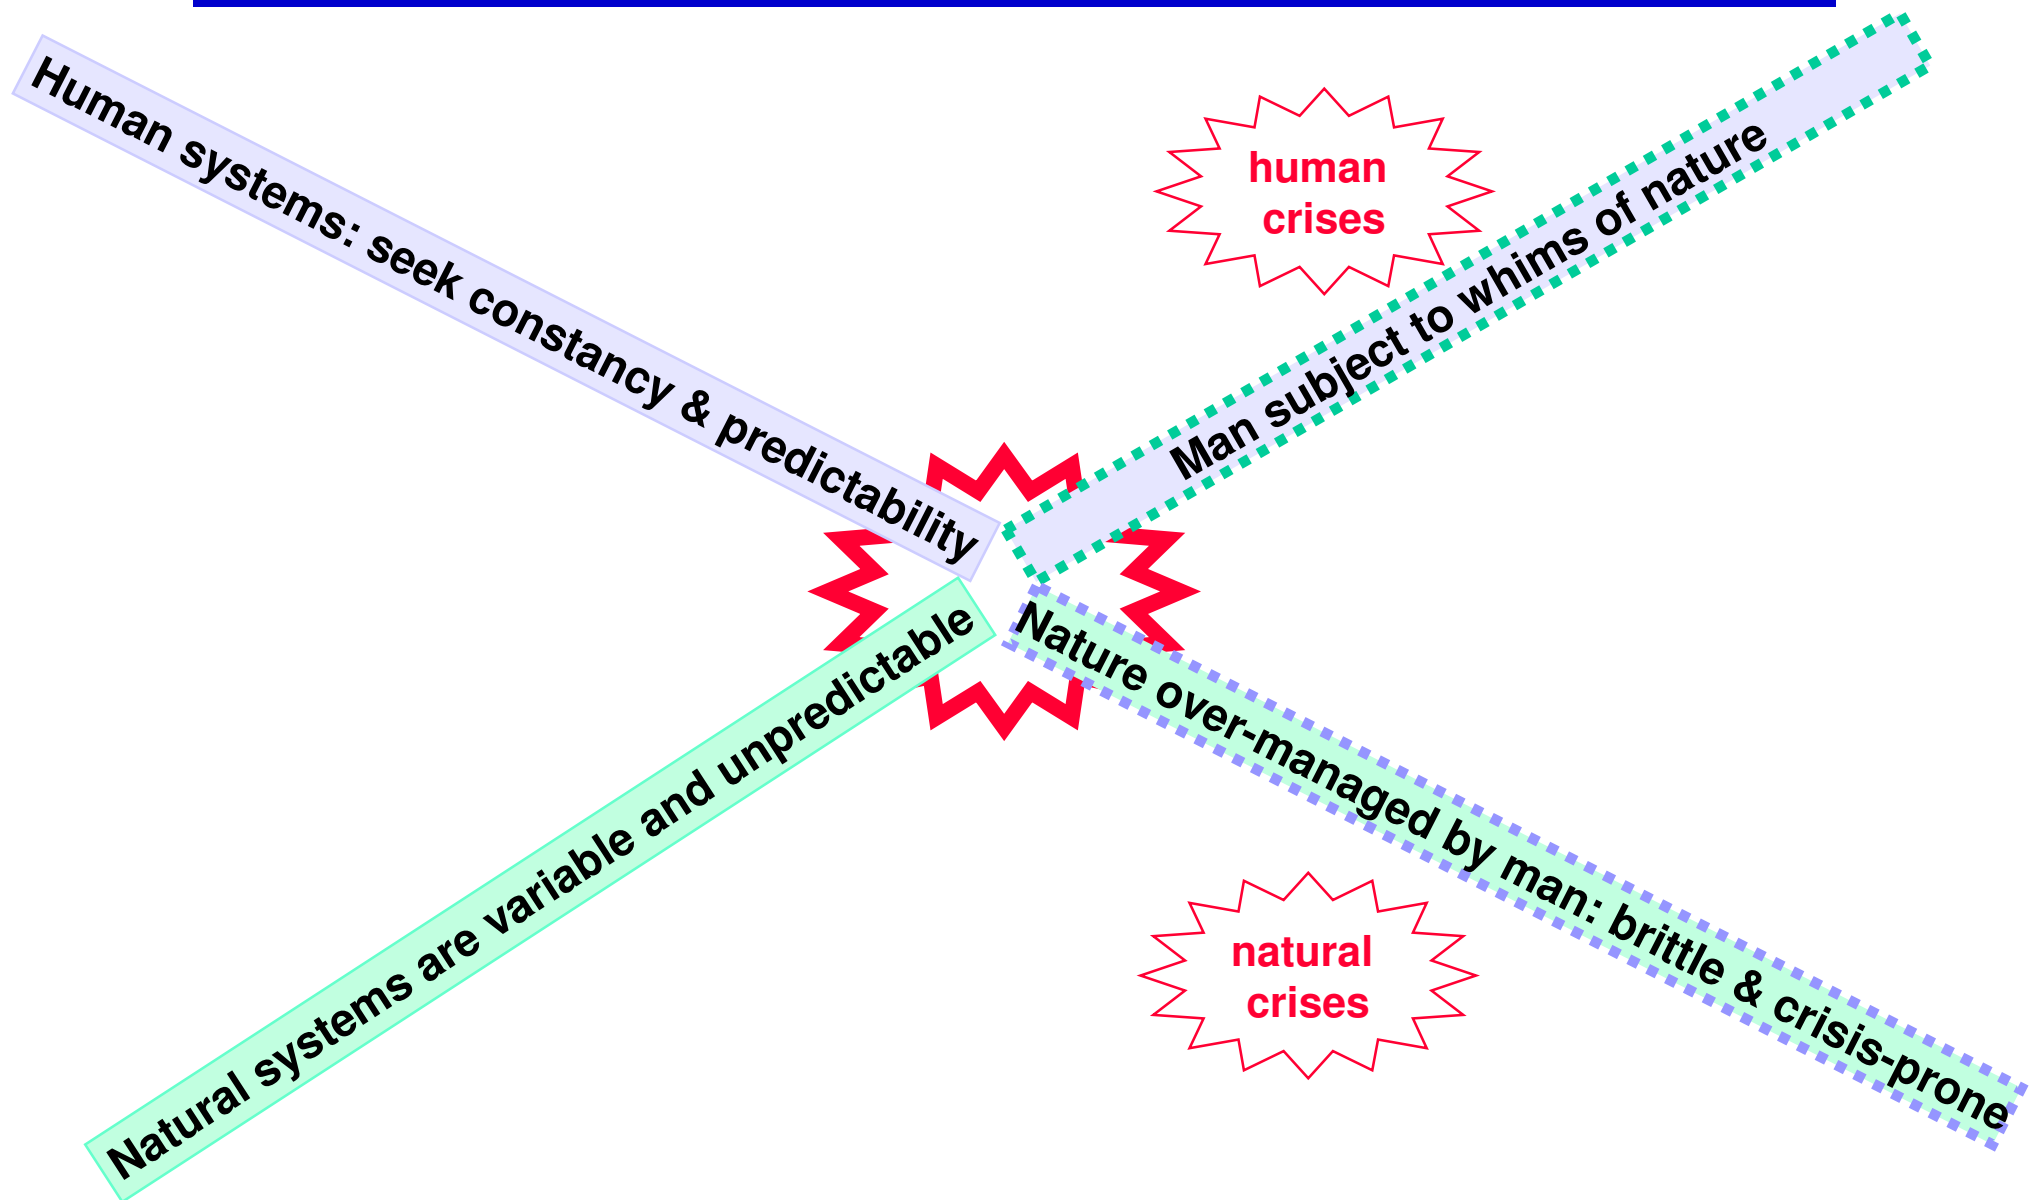 Human systems: seek constancy & predictability
human
crises
Man subject to whims of nature
Natural systems are variable and unpredictable
Nature over-managed by man: brittle & crisis-prone
natural
crises